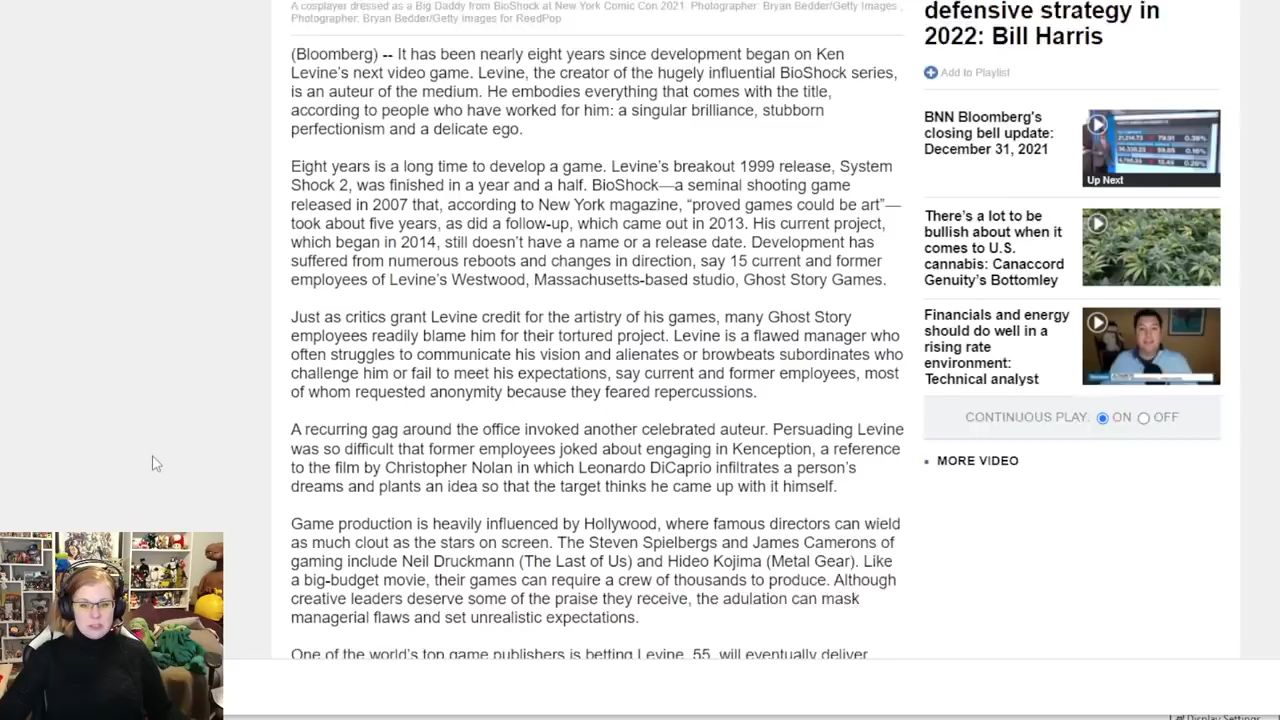 A cosplayer dressed as a Big Daddy from BioShock at New York Comic Con 2021. Photographer: Bryan Bedder/Getty Images ,
Photographer: Bryan Bedder/Getty Images for ReedPop
(Bloomberg) -- It has been nearly eight years since development began on Ken
Levine’s next video game. Levine, the creator of the hugely influential BioShock series,
is an auteur of the medium. He embodies everything that comes with the title,
according to people who have worked for him: a singular brilliance, stubborn
perfectionism and a delicate ego.
Eight years is a long time to develop a game. Levine’s breakout 1999 release, System
Shock 2, was finished in a year and a half. BioShock—a seminal shooting game
released in 2007 that, according to New York magazine, “proved games could be art”—
took about five years, as did a follow-up, which came out in 2013. His current project,
which began in 2014, still doesn’t have a name or a release date. Development has
suffered from numerous reboots and changes in direction, say 15 current and former
employees of Levine’s Westwood, Massachusetts-based studio, Ghost Story Games.
Just as critics grant Levine credit for the artistry of his games, many Ghost Story
employees readily blame him for their tortured project. Levine is a flawed manager who
often struggles to communicate his vision and alienates or browbeats subordinates who
challenge him or fail to meet his expectations, say current and former employees, most
of whom requested anonymity because they feared repercussions.
A recurring gag around the office invoked another celebrated auteur. Persuading Levine
was so difficult that former employees joked about engaging in Kenception, a reference
to the film by Christopher Nolan in which Leonardo DiCaprio infiltrates a person’s
dreams and plants an idea so that the target thinks he came up with it himself.
Game production is heavily influenced by Hollywood, where famous directors can wield
as much clout as the stars on screen. The Steven Spielbergs and James Camerons of
gaming include Neil Druckmann (The Last of Us) and Hideo Kojima (Metal Gear). Like
a big-budget movie, their games can require a crew of thousands to produce. Although
creative leaders deserve some of the praise they receive, the adulation can mask
managerial flaws and set unrealistic expectations.
One of the world’s top game publishers is betting Levine, 55, will eventually deliver
defensive strategy in
2022: Bill Harris
Add to Playlist
BNN Bloomberg's
closing bell update:
December 31, 2021
Up Next
There’s a lot to be
bullish about when it
comes to U.S.
cannabis: Canaccord
Genuity’s Bottomley
Financials and energy
should do well in a
rising rate
environment:
Technical analyst
CONTINUOUS PLAY: ON OFF
MORE VIDEO
Display Settings